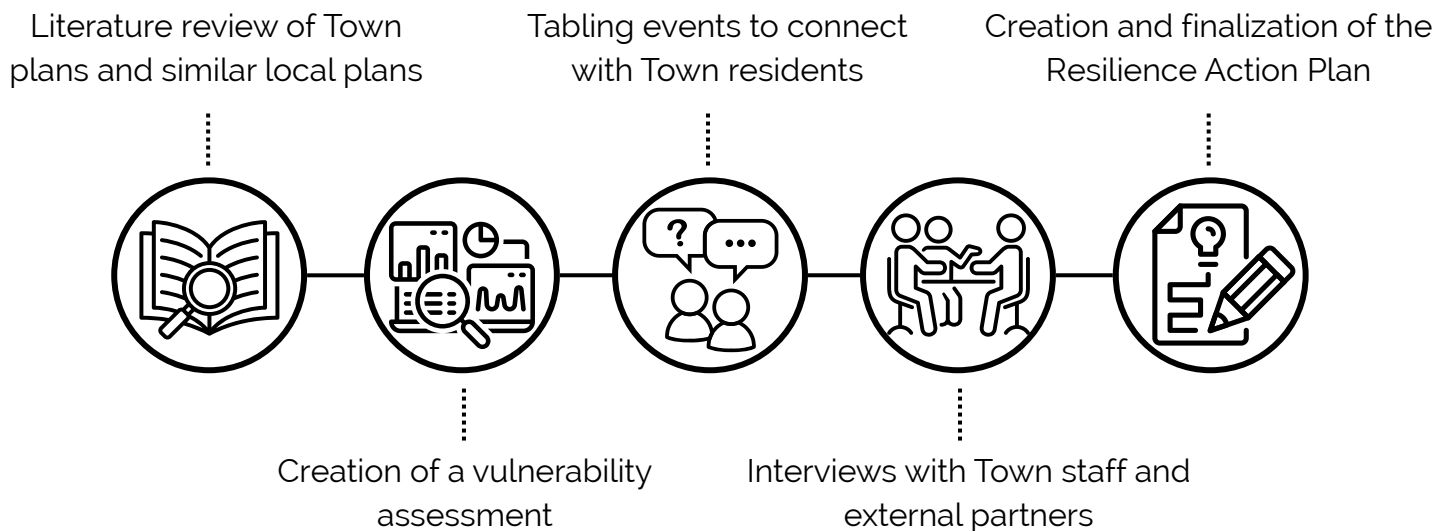 Literature review of Town
plans and similar local plans
Tabling events to connect
with Town residents
Creation and finalization of the
Resilience Action Plan
?
Creation of a vulnerability
assessment
Interviews with Town staff and
external partners